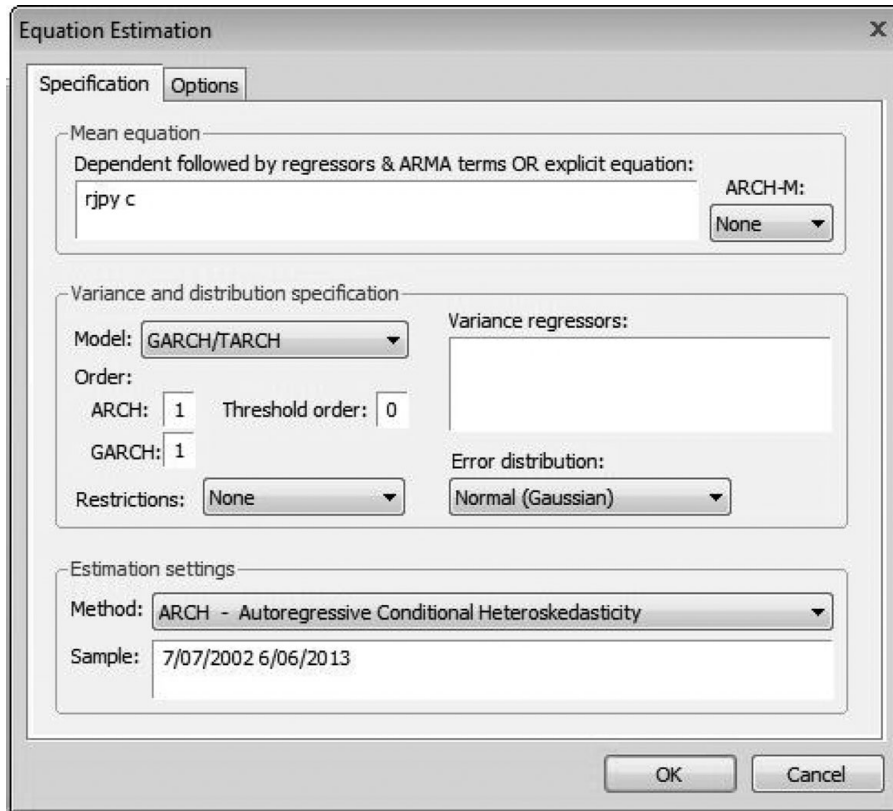 Equation Estimation
Specification Options
Mean equation
Dependent followed by regressors & ARMA terms OR explicit equation:
rjpy c
ARCH-M:
None
Variance and distribution specification
Model: GARCH/TARCH
Order:
ARCH: 1 Threshold order: 0
GARCH: 1
Restrictions: None
Variance regressors:
Error distribution:
Normal (Gaussian)
Estimation settings
Method: ARCH - Autoregressive Conditional Heteroskedasticity
Sample: 7/07/2002 6/06/2013
OK Cancel